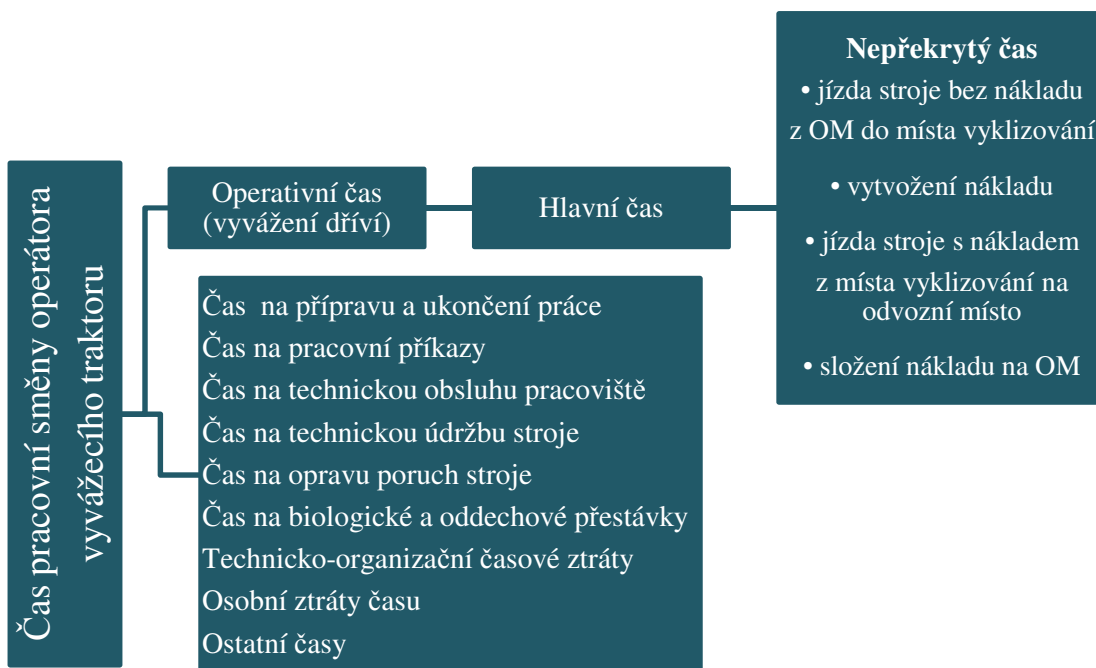 Čas pracovní směny operátora
vyvážecího traktoru
Operativní čas
(vyvážení dříví)
Hlavní čas
Nepřekrytý čas
• jízda stroje bez nákladu
z OM do místa vyklizování
• vytvožení nákladu
• jízda stroje s nákladem
z místa vyklizování na
odvozní místo
• složení nákladu na OM
Čas na přípravu a ukončení práce
Čas na pracovní příkazy
Čas na technickou obsluhu pracoviště
Čas na technickou údržbu stroje
Čas na opravu poruch stroje
Čas na biologické a oddechové přestávky
Technicko-organizační časové ztráty
Osobní ztráty času
Ostatní časy